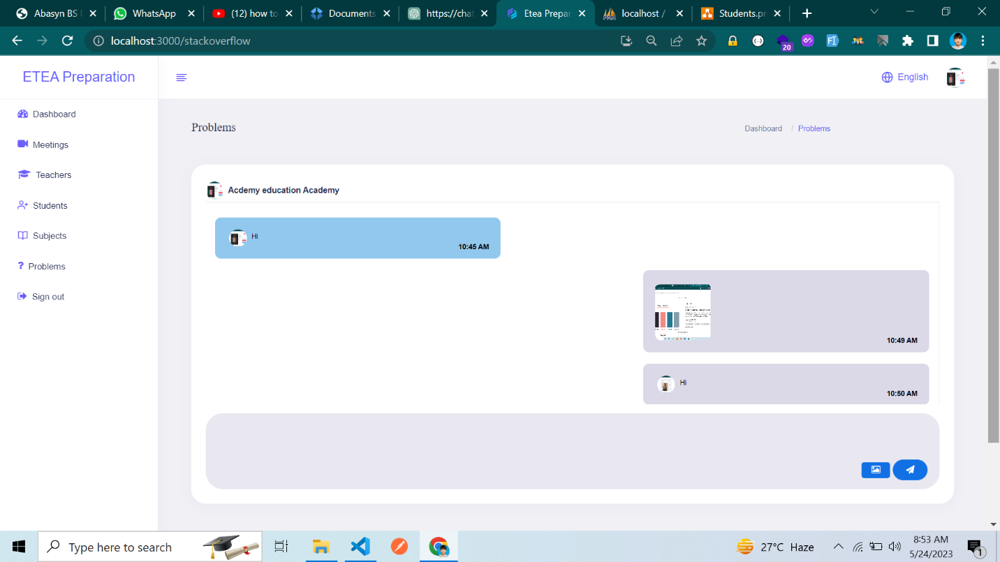 Abasyn BS
WhatsApp
(12) how to
Documents
https://chat
Etea Prepar
localhost /
Students.pr
localhost:3000/stackoverflow
20
ETEA Preparation
English
Dashboard
Meetings
Teachers
Students
Subjects
? Problems
Sign out
Problems
Dashboard / Problems
Acdemy education Academy
Hi
10:45 AM
10:49 AM
Hi
10:50 AM
Type here to search
27°C Haze
8:53 AM
5/24/2023
1